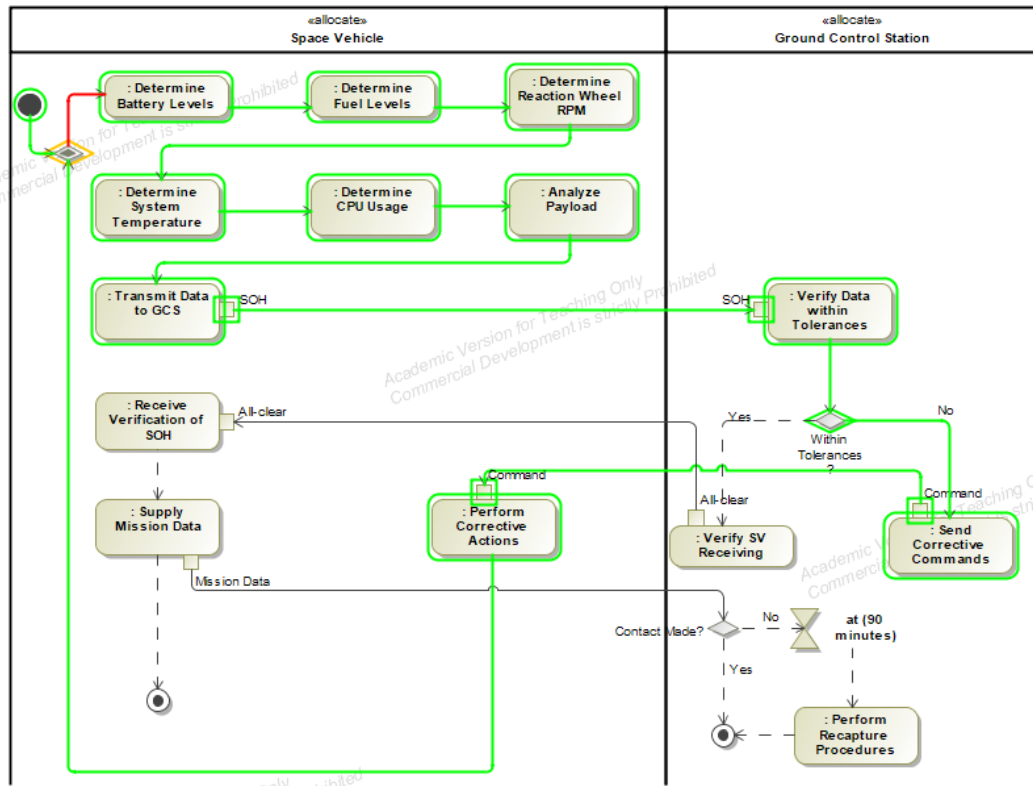 «allocate»
Space Vehicle
«allocate»
Ground Control Station
: Determine
Battery Levels
: Determine
Fuel Levels
: Determine
Reaction Wheel
RPM
: Determine
System
Temperature
: Determine
CPU Usage
: Analyze
Payload
: Transmit Data
to GCS
SOH
SOH
: Verify Data
within
Tolerances
Academic Version for Teaching Only
Commercial Development is strictly Prohibited
: Receive
Verification of
SOH
All-clear
Yes
No
Within
Tolerances
?
Command
All-clear
Command
: Supply
Mission Data
: Perform
Corrective
Actions
: Verify SV
Receiving
: Send
Corrective
Commands
Mission Data
Contact Made?
No
at (90
minutes)
Yes
: Perform
Recapture
Procedures